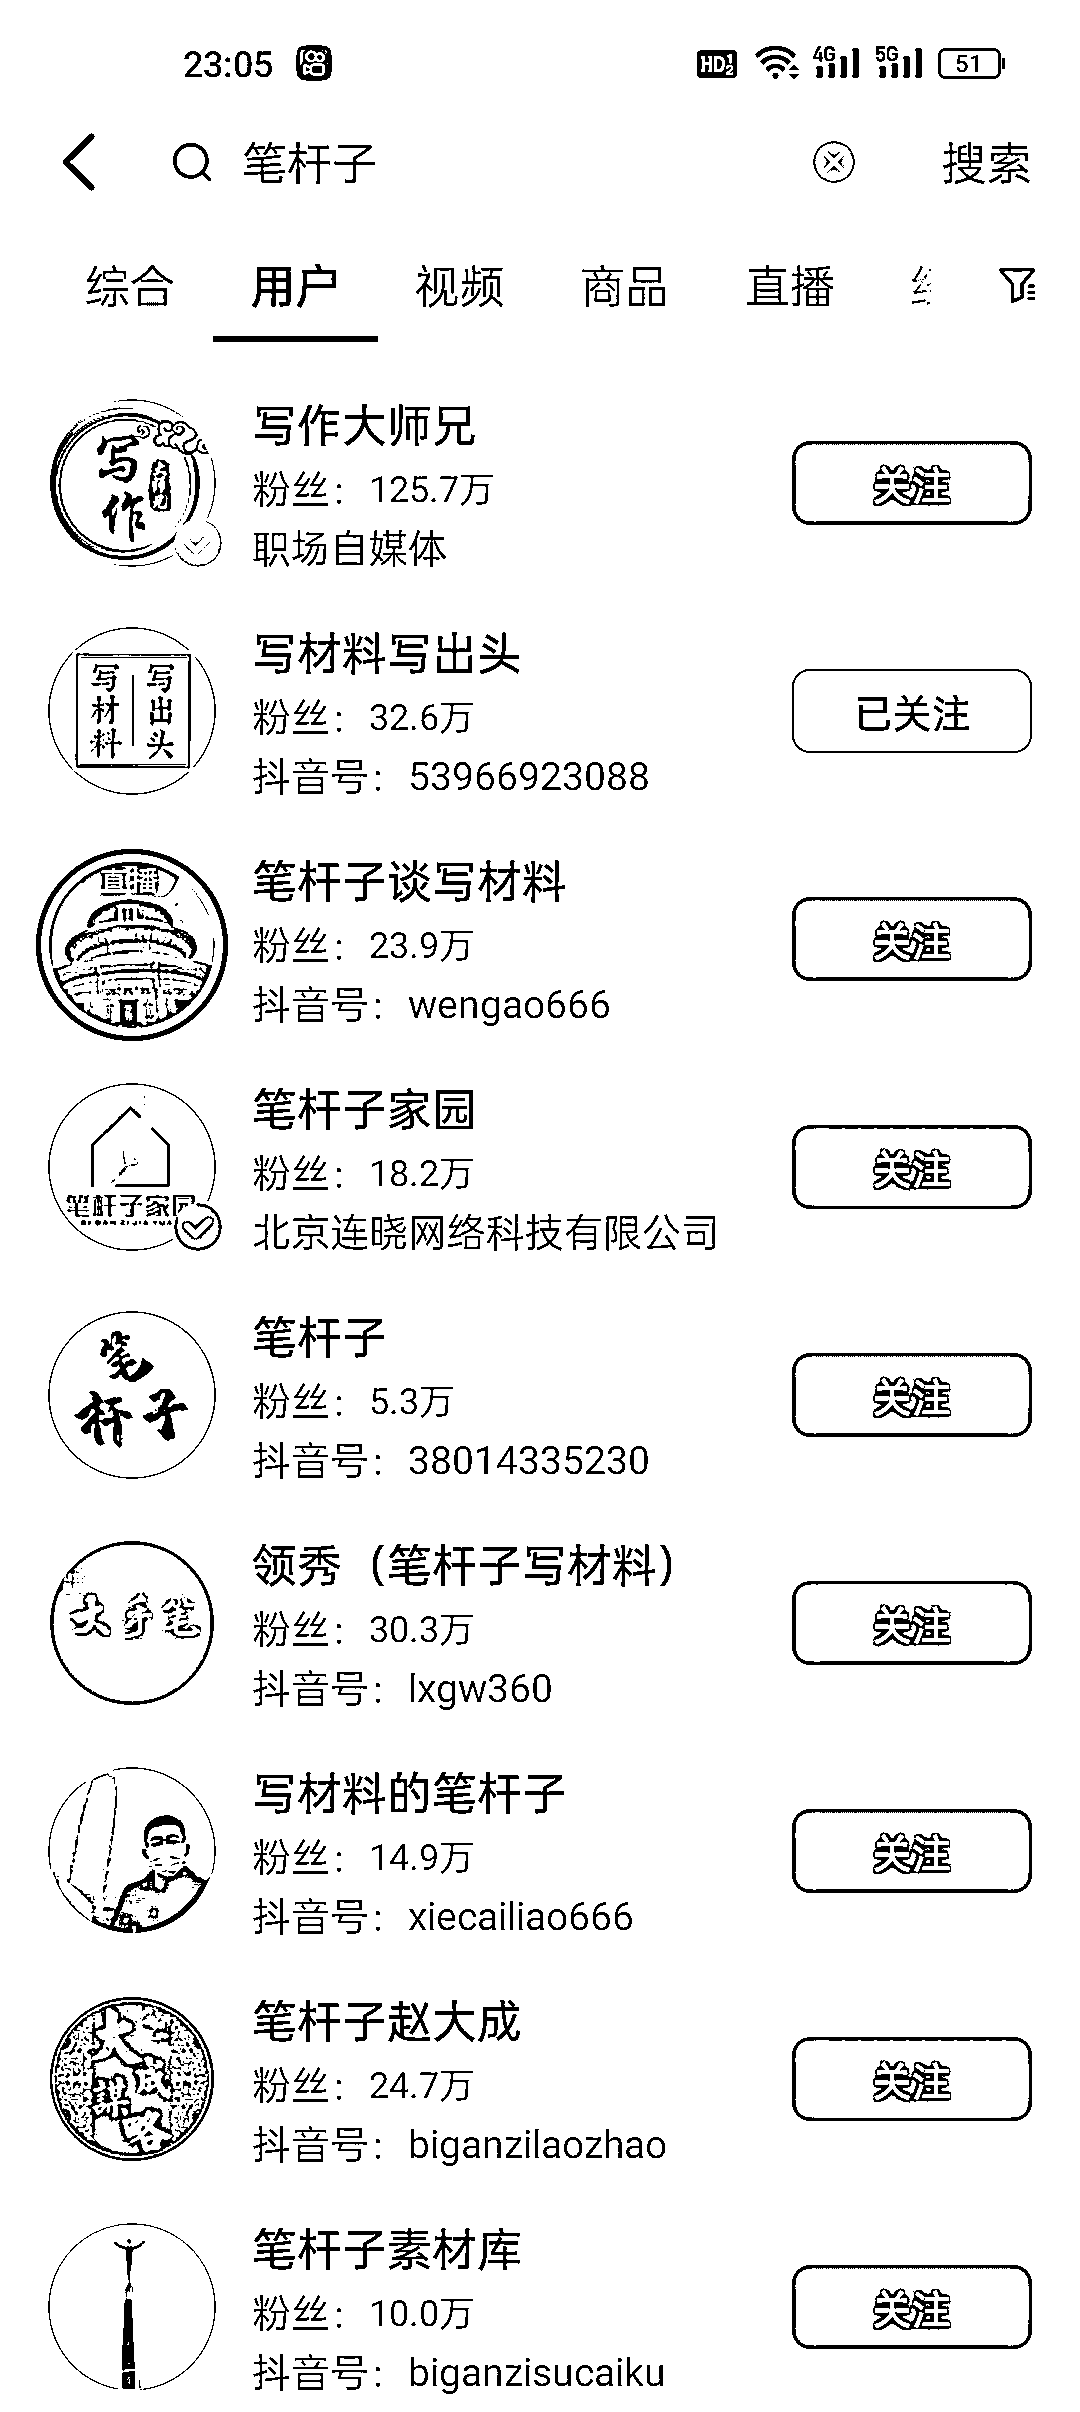 23:05 HD 1 2 4G 5G 51
笔杆子 搜索
综合 用户 视频 商品 直播
写作
写作大师兄
粉丝：125.7万
关注
职场自媒体
写材料 写出头
写材料写出头
粉丝：32.6万
已关注
抖音号：53966923088
直播
笔杆子谈写材料
粉丝：23.9万
关注
抖音号：wengao666
笔杆子家园
笔杆子家园
粉丝：18.2万
关注
北京连晓网络科技有限公司
笔杆子
笔杆子
粉丝：5.3万
关注
抖音号：38014335230
大手笔
领秀（笔杆子写材料）
粉丝：30.3万
关注
抖音号：lxgw360
写材料的笔杆子
粉丝：14.9万
关注
抖音号：xiecailiao666
大成谋略
笔杆子赵大成
粉丝：24.7万
关注
抖音号：biganzilaozhao
笔杆子素材库
粉丝：10.0万
关注
抖音号：biganzisucaiku